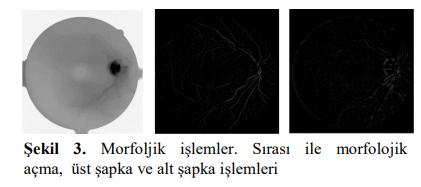 Şekil 3. Morfoljik işlemler. Sırası ile morfolojik
açma, üst şapka ve alt şapka işlemleri